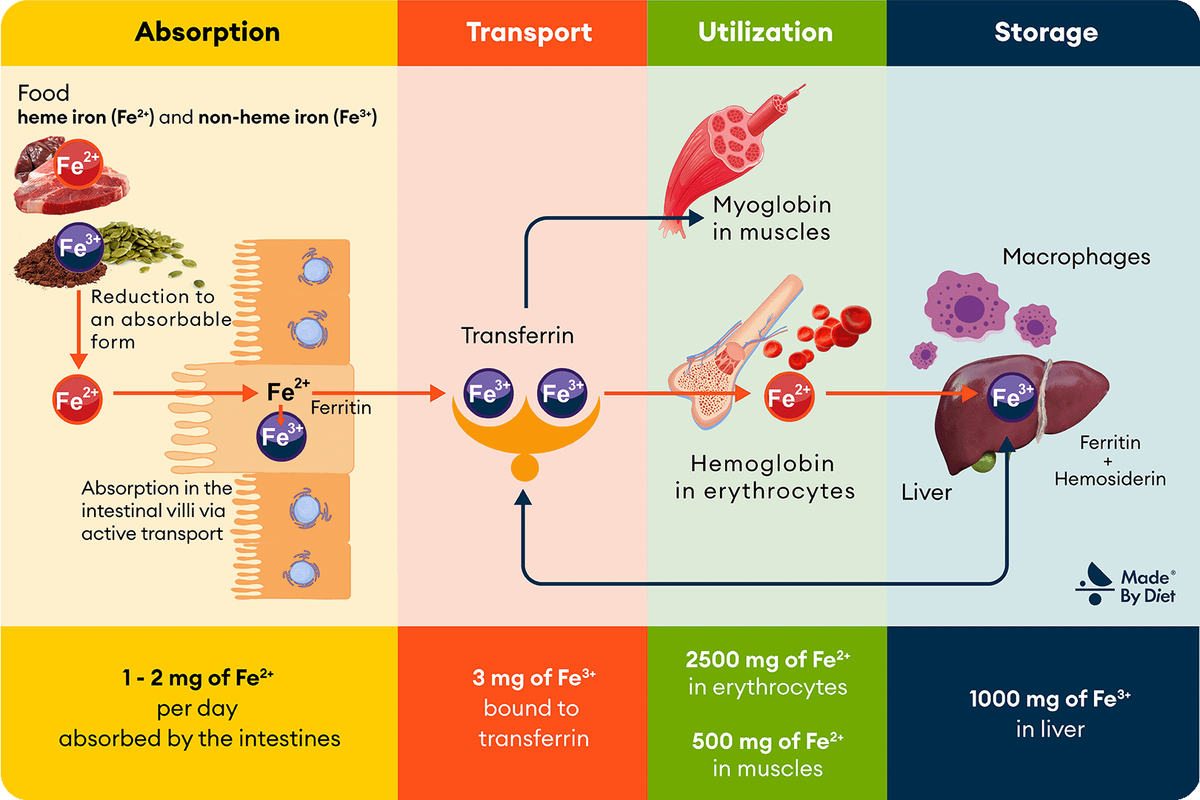 Absorption
Transport
Utilization
Storage
Food
heme iron (Fe²⁺) and non-heme iron (Fe³⁺)
Fe²⁺
Fe³⁺
Reduction to
an absorbable
form
Fe²⁺
Fe²⁺
Ferritin
Fe³⁺
Absorption in the
intestinal villi via
active transport
Transferrin
Fe³⁺
Fe³⁺
Myoglobin
in muscles
Fe²⁺
Hemoglobin
in erythrocytes
Macrophages
Fe³⁺
Liver
Ferritin
+
Hemosiderin
Made®
By Diet
1 - 2 mg of Fe²⁺
per day
absorbed by the intestines
3 mg of Fe³⁺
bound to
transferrin
2500 mg of Fe²⁺
in erythrocytes
500 mg of Fe²⁺
in muscles
1000 mg of Fe³⁺
in liver